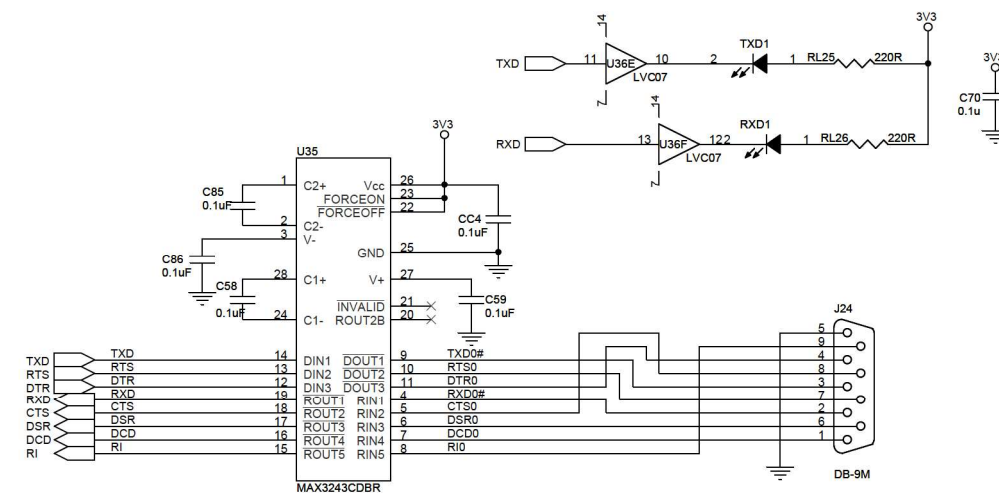 14
3V3
TXD
11
U36E
10
LVC07
7
2
TXD1
1
RL25
220R
3V3
C70
0.1u
14
RXD
13
U36F
122
2
LVC07
7
RXD1
1
RL26
220R
3V3
U35
1
C2+
Vcc
26
FORCEON
23
FORCEOFF
22
C85
0.1uF
2
C2-
3
V-
CC4
0.1uF
GND
25
C86
0.1uF
28
C1+
V+
27
C58
0.1uF
C59
0.1uF
INVALID
21
24
C1-
ROUT2B
20
J24
TXD
TXD
14
DIN1
DOUT1
9
TXD0#
RTS
RTS
13
DIN2
DOUT2
10
RTS0
DTR
DTR
12
DIN3
DOUT3
11
DTR0
RXD
RXD
19
ROUT1
RIN1
4
RXD0#
CTS
CTS
18
ROUT2
RIN2
5
CTS0
DSR
DSR
17
ROUT3
RIN3
6
DSR0
DCD
DCD
16
ROUT4
RIN4
7
DCD0
RI
RI
15
ROUT5
RIN5
8
RI0
MAX3243CDBR
5
9
4
8
3
7
2
6
1
DB-9M